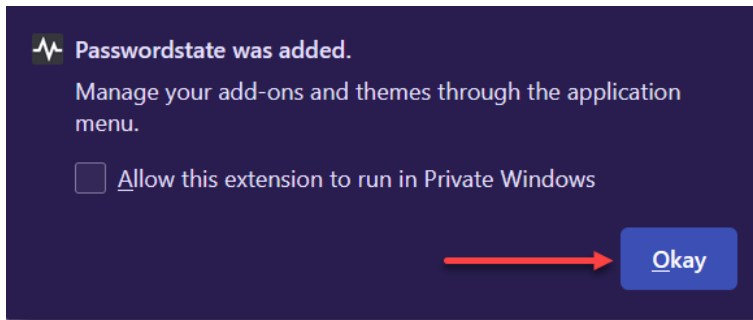 Passwordstate was added.
Manage your add-ons and themes through the application
menu.
Allow this extension to run in Private Windows
Okay